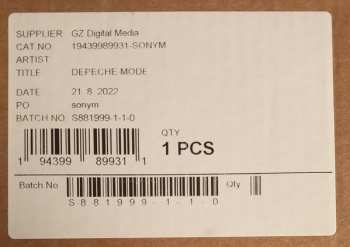 SUPPLIER GZ Digital Media
CAT NO 19439989931-SONYM
ARTIST
TITLE DEPECHE MODE
DATE 21. 8. 2022
PO sonym
BATCH NO. S881999-1-1-0
QTY
1 PCS
1 94399 89931 1
Batch No
Qty
S881999-1-1-0